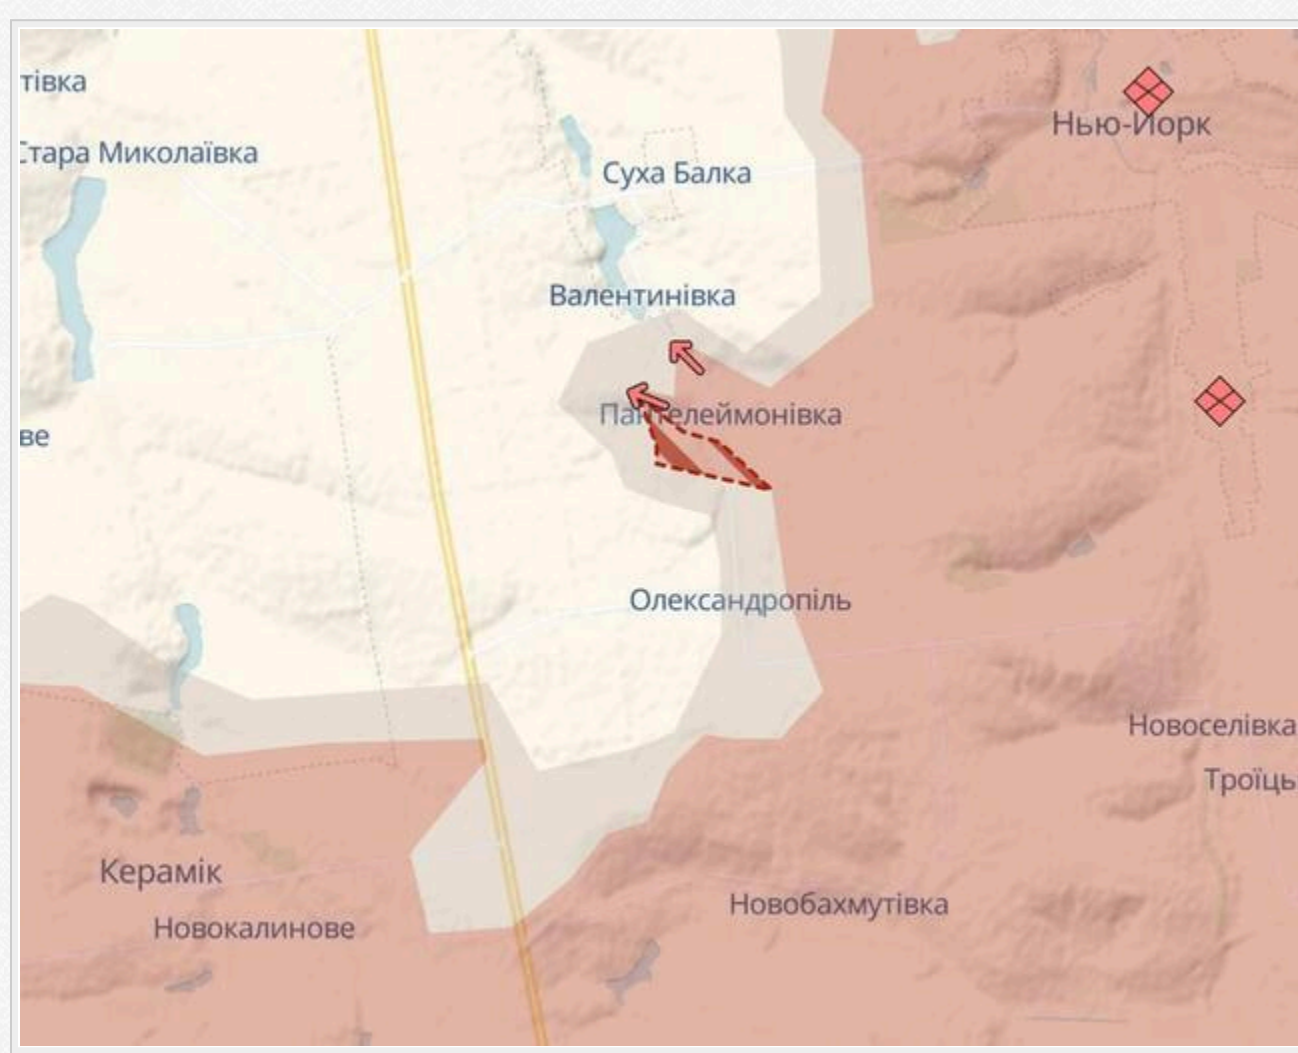 тівка
Нью-Йорк
Стара Миколаївка
Суха Балка
Валентинівка
Пантелеймонівка
ве
Олександропіль
Новоселівка
Троїць
Керамік
Новобахмутівка
Новокалинове